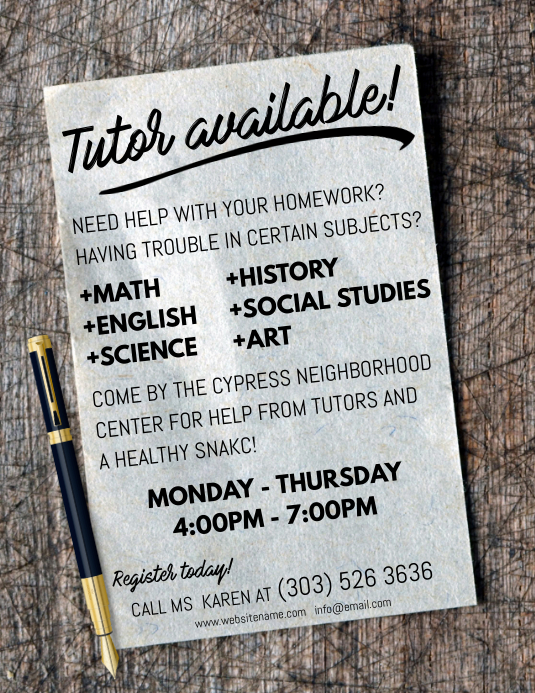 Tutor available!
NEED HELP WITH YOUR HOMEWORK?
HAVING TROUBLE IN CERTAIN SUBJECTS?
+MATH +HISTORY
+ENGLISH +SOCIAL STUDIES
+SCIENCE +ART
COME BY THE CYPRESS NEIGHBORHOOD
CENTER FOR HELP FROM TUTORS AND
A HEALTHY SNAKC!
MONDAY - THURSDAY
4:00PM - 7:00PM
Register today!
CALL MS KAREN AT (303) 526 3636
www.websitename.com info@email.com